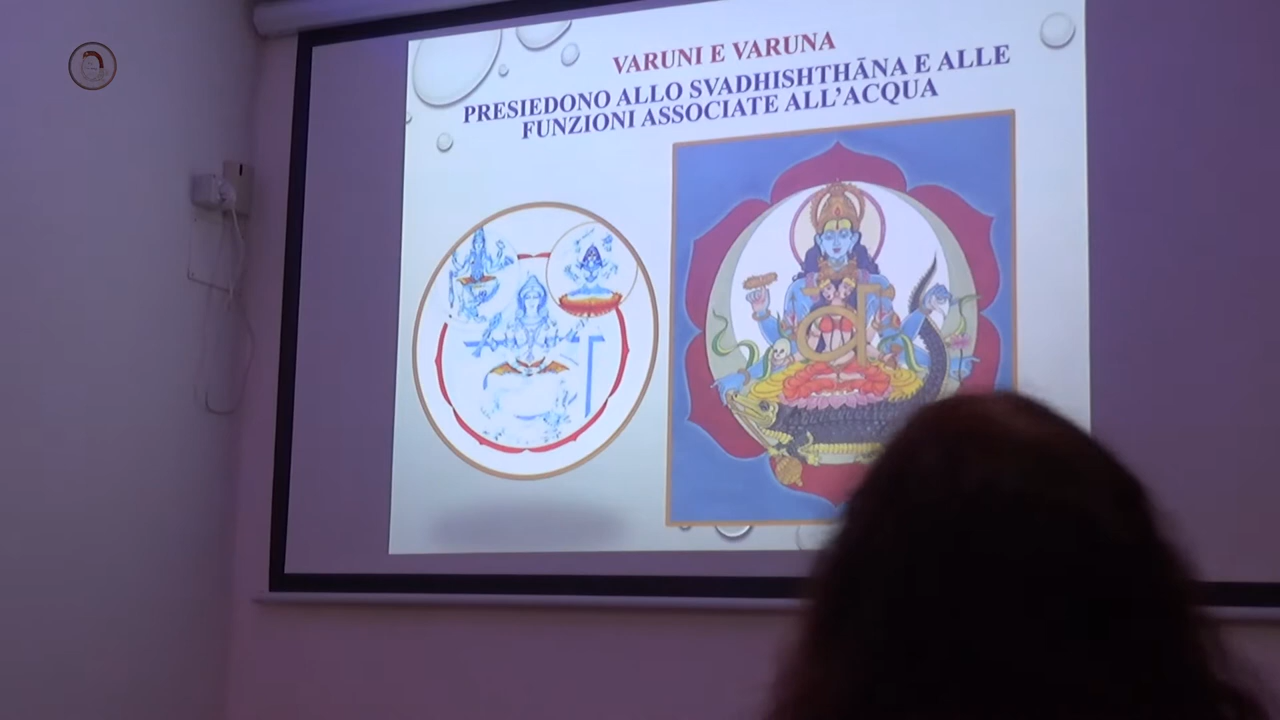 VARUNI E VARUNA
PRESIEDONO ALLO SVADHISHTHĀNA E ALLE
FUNZIONI ASSOCIATE ALL’ACQUA